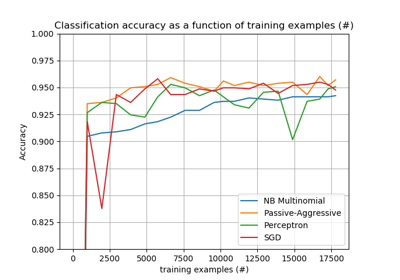 Classification accuracy as a function of training examples (#)
1.000
0.975
0.950
0.925
0.900
0.875
0.850
0.825
0.800
Accuracy
NB Multinomial
Passive-Aggressive
Perceptron
SGD
0 2500 5000 7500 10000 12500 15000 17500
training examples (#)